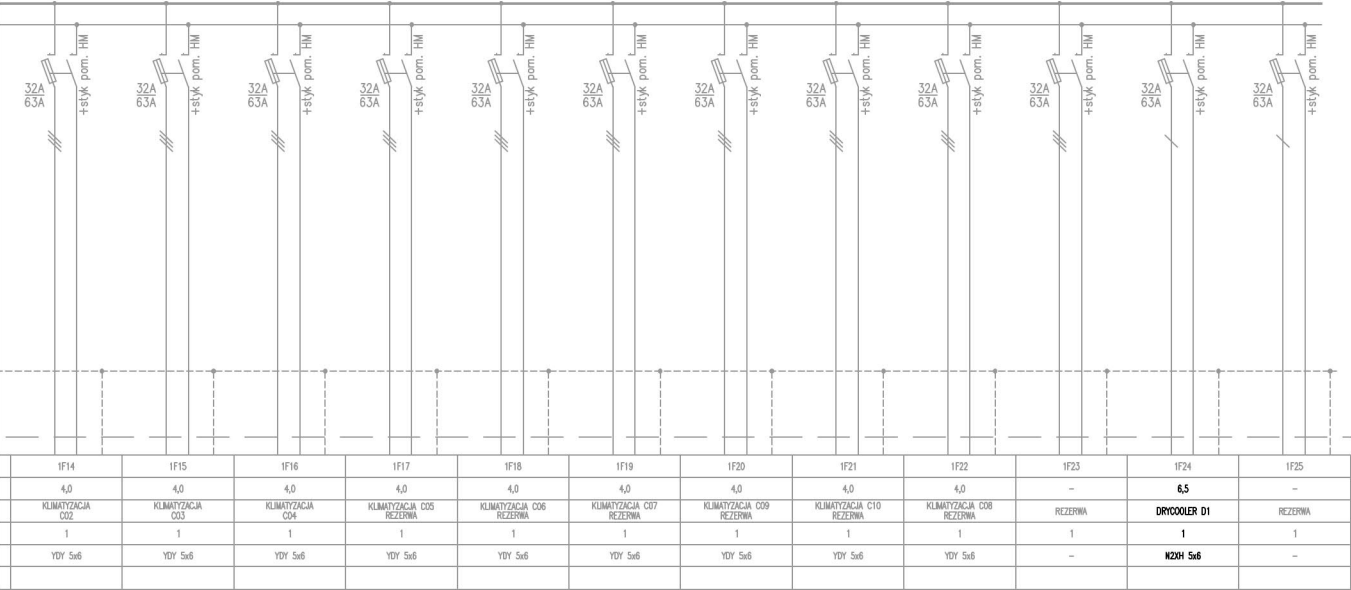 +styk pom. HM +styk pom. HM +styk pom. HM +styk pom. HM +styk pom. HM +styk pom. HM +styk pom. HM +styk pom. HM +styk pom. HM +styk pom. HM +styk pom. HM +styk pom. HM
32A 32A 32A 32A 32A 32A 32A 32A 32A 32A 32A 32A
63A 63A 63A 63A 63A 63A 63A 63A 63A 63A 63A 63A
1F14 1F15 1F16 1F17 1F18 1F19 1F20 1F21 1F22 1F23 1F24 1F25
4,0 4,0 4,0 4,0 4,0 4,0 4,0 4,0 4,0 - 6,5 -
KLIMATYZACJA KLIMATYZACJA KLIMATYZACJA KLIMATYZACJA C05 KLIMATYZACJA C06 KLIMATYZACJA C07 KLIMATYZACJA C09 KLIMATYZACJA C10 KLIMATYZACJA C08 REZERWA DRYCOOLER D1 REZERWA
C02 C03 C04 REZERWA REZERWA REZERWA REZERWA REZERWA REZERWA
1 1 1 1 1 1 1 1 1 1 1 1
YDY 5x6 YDY 5x6 YDY 5x6 YDY 5x6 YDY 5x6 YDY 5x6 YDY 5x6 YDY 5x6 YDY 5x6 - N2XH 5x6 -